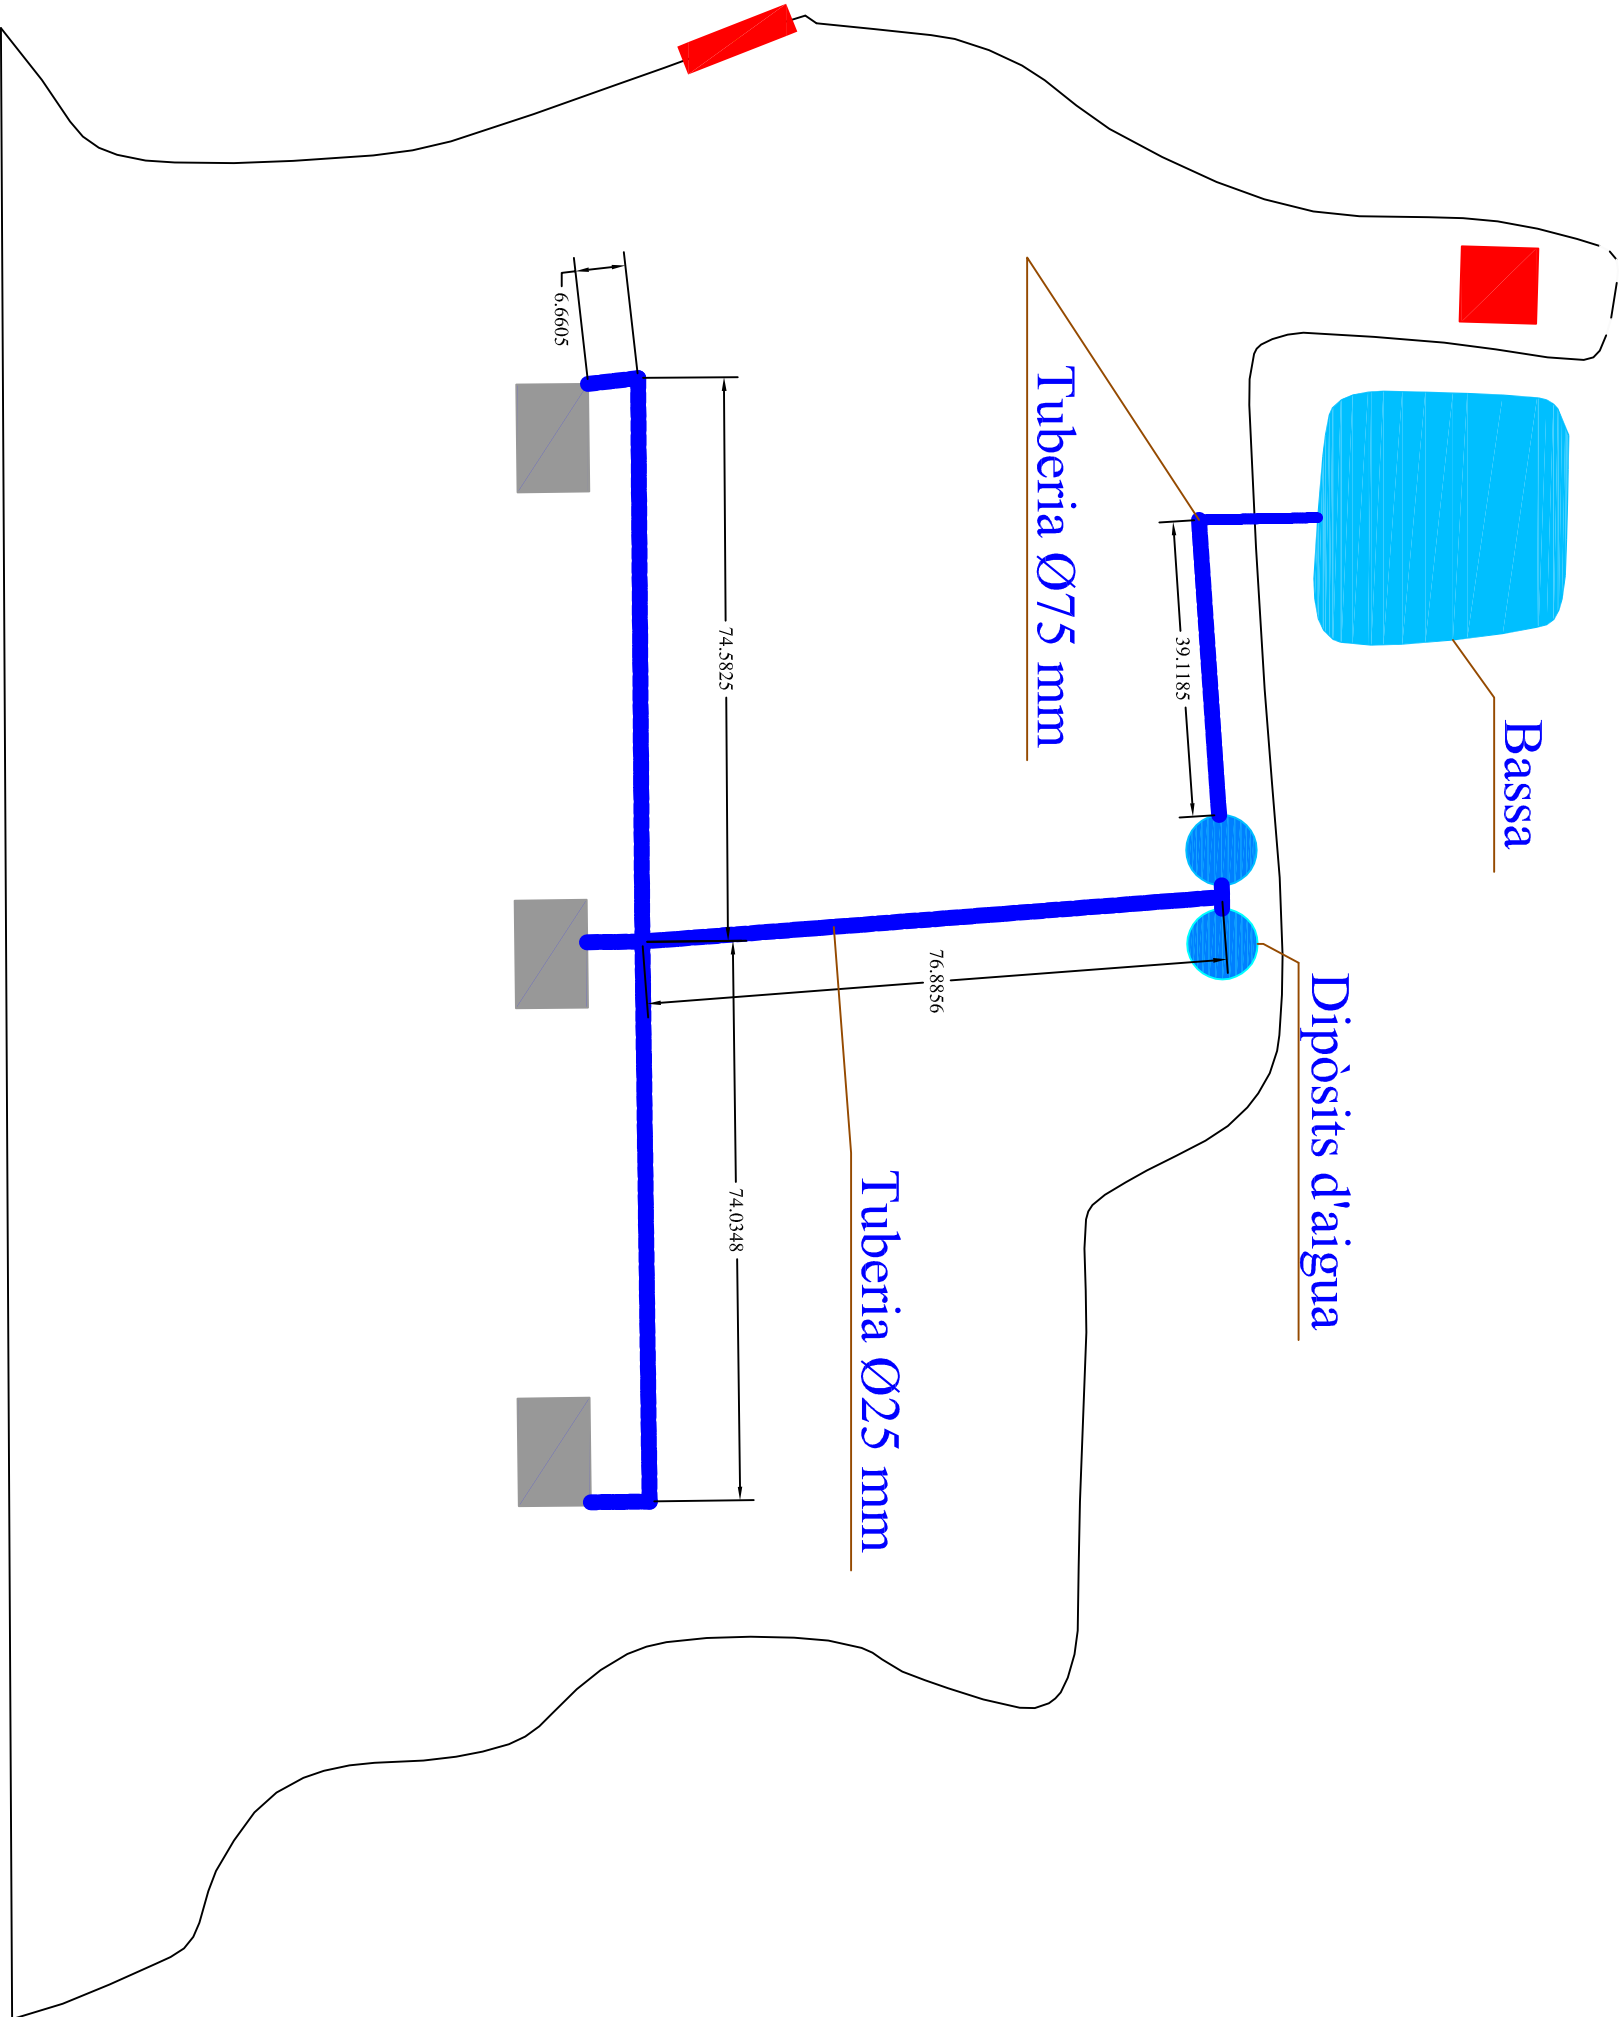 Bassa
Dipòsits d'aigua
39.1185
Tuberia Ø75 mm
76.8856
Tuberia Ø25 mm
74.5825
74.0348
6.6605